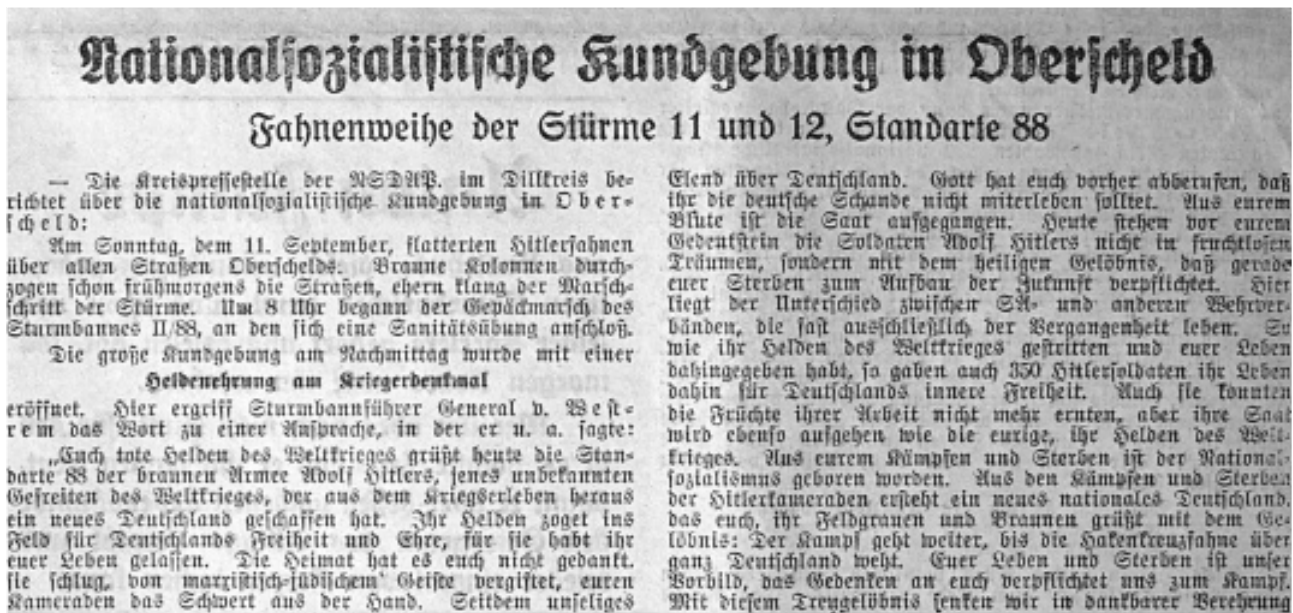 Nationalsozialistische Kundgebung in Oberscheld
Fahnenweihe der Stürme 11 und 12, Standarte 88
— Die Kreispressestelle der NSDAP. im Dillkreis be-
richtet über die nationalsozialistische Kundgebung in Ober-
scheld:
Am Sonntag, dem 11. September, flatterten Hitlerfahnen
über allen Straßen Oberschelds. Braune Kolonnen durch-
zogen schon frühmorgens die Straßen, ehern klang der Marsch-
schritt der Stürme. Um 8 Uhr begann der Gepäckmarsch des
Sturmbannes II/88, an den sich eine Sanitätsübung anschloß.
Die große Kundgebung am Nachmittag wurde mit einer
Heldenehrung am Kriegerdenkmal
eröffnet. Hier ergriff Sturmbannführer General v. West-
rem das Wort zu einer Ansprache, in der er u. a. sagte:
„Euch tote Helden des Weltkrieges grüßt heute die Stan-
darte 88 der braunen Armee Adolf Hitlers, jenes unbekannten
Gefreiten des Weltkrieges, der aus dem Kriegserleben heraus
ein neues Deutschland geschaffen hat. Ihr Helden zoget ins
Feld für Deutschlands Freiheit und Ehre, für sie habt ihr
euer Leben gelassen. Die Heimat hat es euch nicht gedankt.
sie schlug, von marxistisch-jüdischem Geiste vergiftet, euren
Kameraden das Schwert aus der Hand. Seitdem unseliges
Elend über Deutschland. Gott hat euch vorher abberufen, daß
ihr die deutsche Schande nicht miterleben solltet. Aus eurem
Blute ist die Saat aufgegangen. Heute stehen vor eurem
Gedenkstein die Soldaten Adolf Hitlers nicht in fruchtlosen
Träumen, sondern mit dem heiligen Gelöbnis, daß gerade
euer Sterben zum Aufbau der Zukunft verpflichtet. Hier
liegt der Unterschied zwischen SA- und anderen Wehrver-
bänden, die fast ausschließlich der Vergangenheit leben. So
wie ihr Helden des Weltkrieges gestritten und euer Leben
dahingegeben habt, so gaben auch 350 Hitlersoldaten ihr Leben
dahin für Deutschlands innere Freiheit. Auch sie konnten
die Früchte ihrer Arbeit nicht mehr ernten, aber ihre Saat
wird ebenso aufgehen wie die eurige, ihr Helden des Welt-
krieges. Aus eurem Kämpfen und Sterben ist der National-
sozialismus geboren worden. Aus den Kämpfen und Sterben
der Hitlerkameraden ersteht ein neues nationales Deutschland,
das euch, ihr Feldgrauen und Braunen grüßt mit dem Ge-
löbnis: Der Kampf geht weiter, bis die Hakenkreuzfahne über
ganz Deutschland weht. Euer Leben und Sterben ist unser
Vorbild, das Gedenken an euch verpflichtet uns zum Kampf.
Mit diesem Treugelöbnis senken wir in dankbarer Verehrung